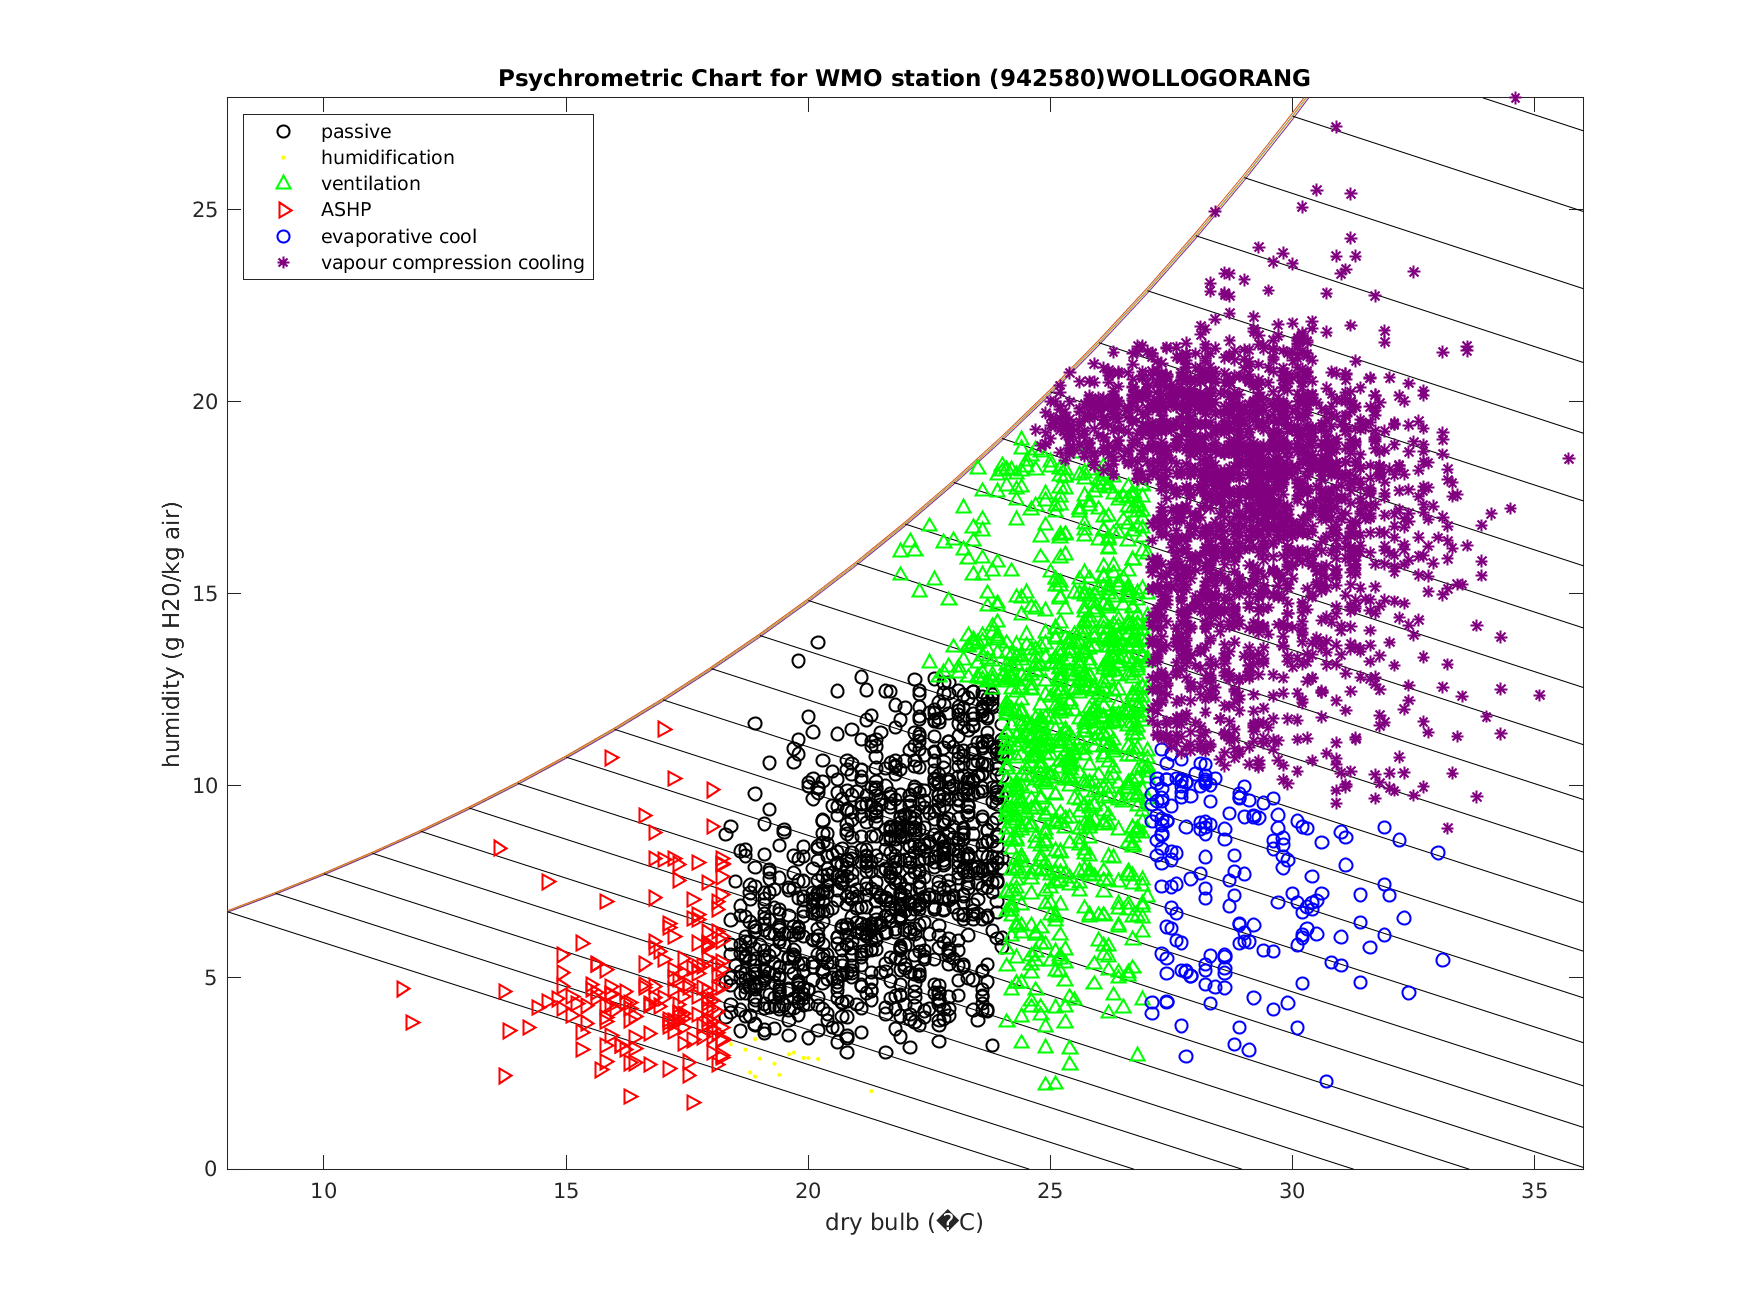 Psychrometric Chart for WMO station (942580)WOLLOGORANG
passive
humidification
ventilation
ASHP
evaporative cool
vapour compression cooling
humidity (g H20/kg air)
25
20
15
10
5
0
10 15 20 25 30 35
dry bulb (�C)